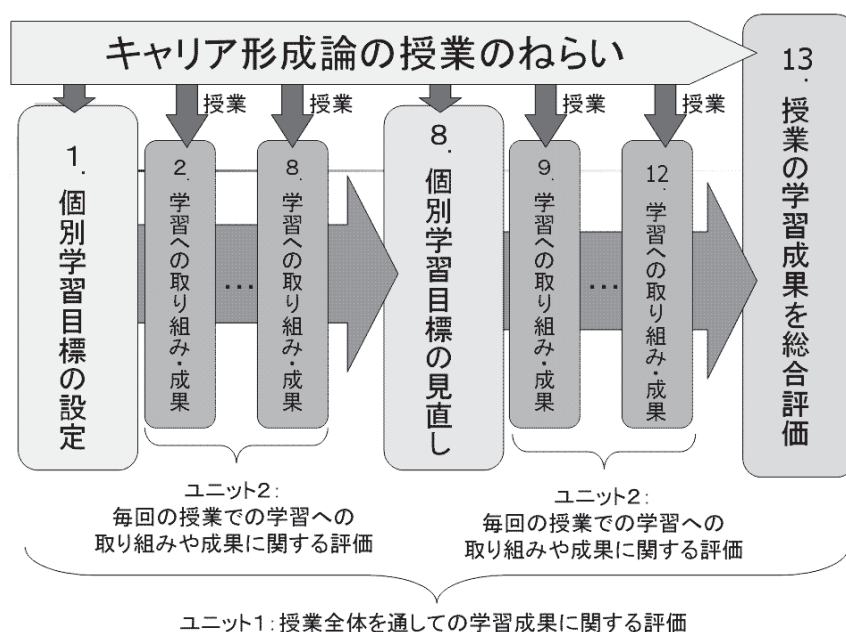 キャリア形成論の授業のねらい
授業
授業
授業
授業
1. 個別学習目標の設定
2. 学習への取り組み・成果
…
8. 学習への取り組み・成果
8. 個別学習目標の見直し
9. 学習への取り組み・成果
…
12. 学習への取り組み・成果
13. 授業の学習成果を総合評価
ユニット2:
毎回の授業での学習への
取り組みや成果に関する評価
ユニット2:
毎回の授業での学習への
取り組みや成果に関する評価
ユニット1:授業全体を通しての学習成果に関する評価